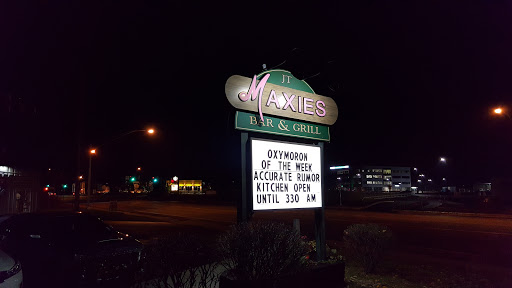 JT
MAXIES
BAR & GRILL
OXYMORON
OF THE WEEK
ACCURATE RUMOR
KITCHEN OPEN
UNTIL 330 AM